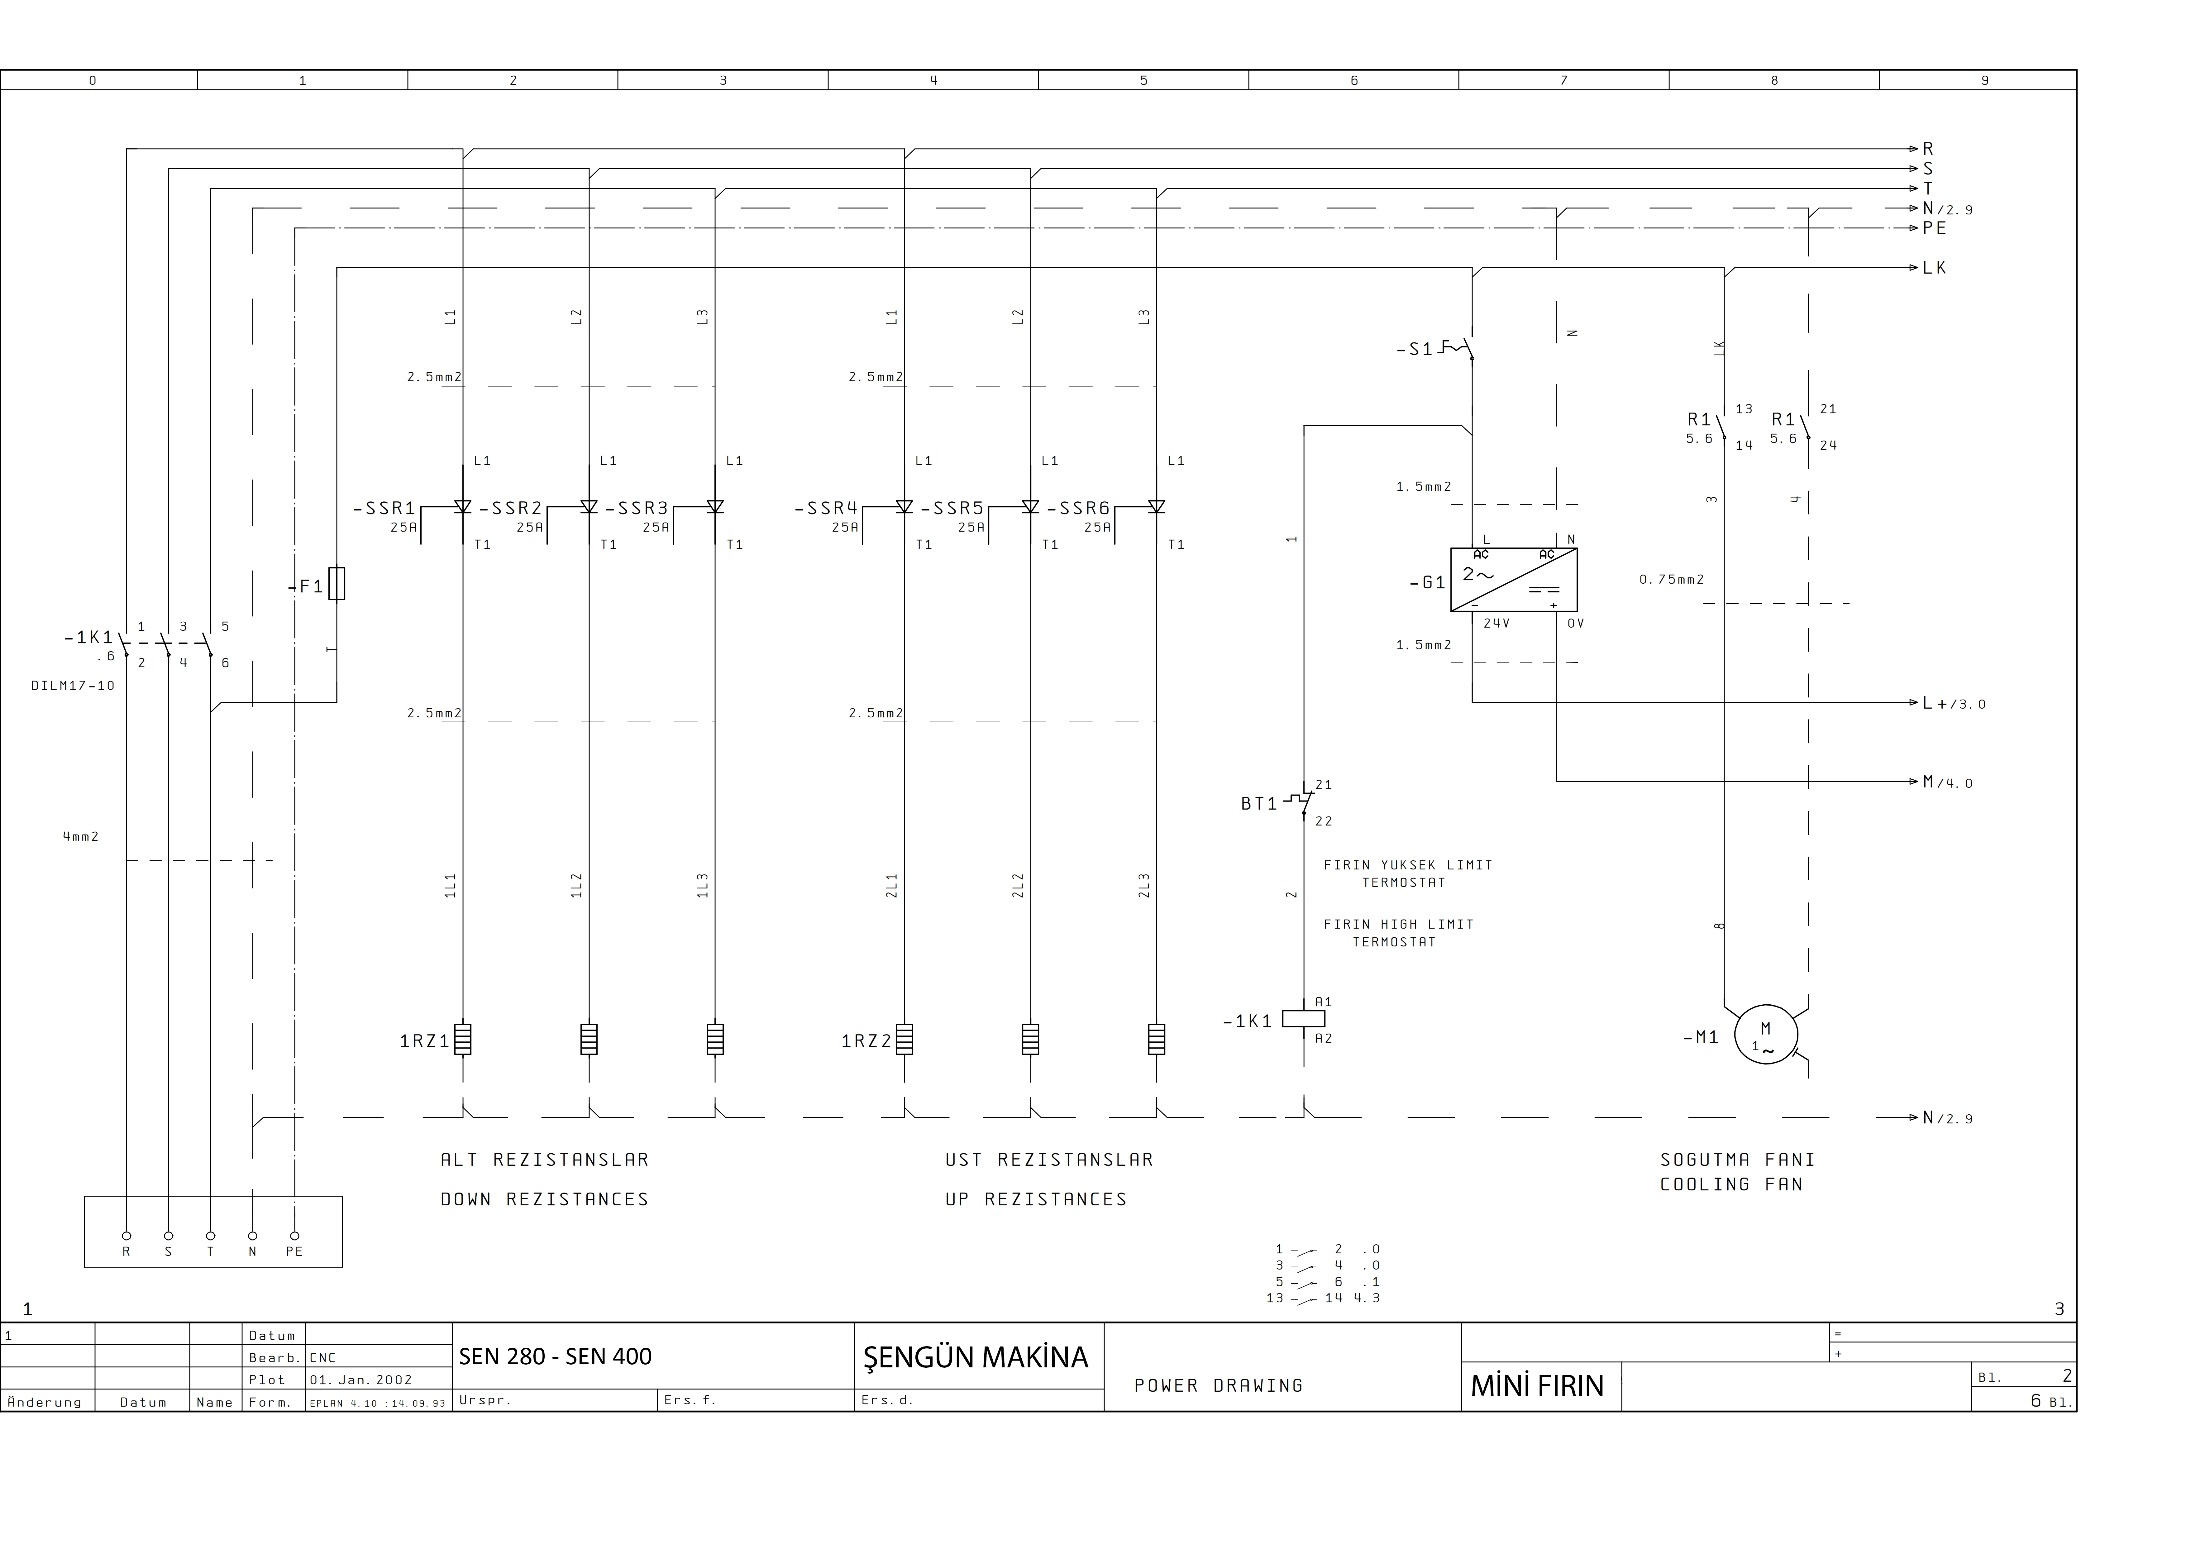 0 1 2 3 4 5 6 7 8 9
R
S
T
N/2.9
PE
LK
L1 L2 L3 L1 L2 L3
N
LK
-S1
2.5mm2 2.5mm2
R1 13 R1 21
5.6 14 5.6 24
L1 L1 L1 L1 L1 L1
1.5mm2
3 4
-SSR1 -SSR2 -SSR3 -SSR4 -SSR5 -SSR6
25A 25A 25A 25A 25A 25A
T1 T1 T1 T1 T1 T1
1
L N
AC AC
2~
-G1
- +
24V 0V
0.75mm2
-F1
T
1 3 5
-1K1
.6 2 4 6
DILM17-10
1.5mm2
L+/3.0
2.5mm2 2.5mm2
M/4.0
21
BT1
22
4mm2
FIRIN YUKSEK LIMIT
TERMOSTAT
1L1 1L2 1L3 2L1 2L2 2L3 2
FIRIN HIGH LIMIT
TERMOSTAT
8
A1
-1K1
A2
1RZ1 1RZ2
-M1
M
1~
N/2.9
ALT REZISTANSLAR
DOWN REZISTANCES
UST REZISTANSLAR
UP REZISTANCES
SOGUTMA FANI
COOLING FAN
R S T N PE
1 2 .0
3 4 .0
5 6 .1
13 14 4.3
1 3
1 Datum
Bearb. CNC
Plot 01.Jan.2002
Änderung Datum Name Form. EPLAN 4.10 :14.09.93
SEN 280 - SEN 400
Urspr. Ers.f. Ers.d.
ŞENGÜN MAKİNA
POWER DRAWING
MİNİ FIRIN
=
+
Bl. 2
6 Bl.